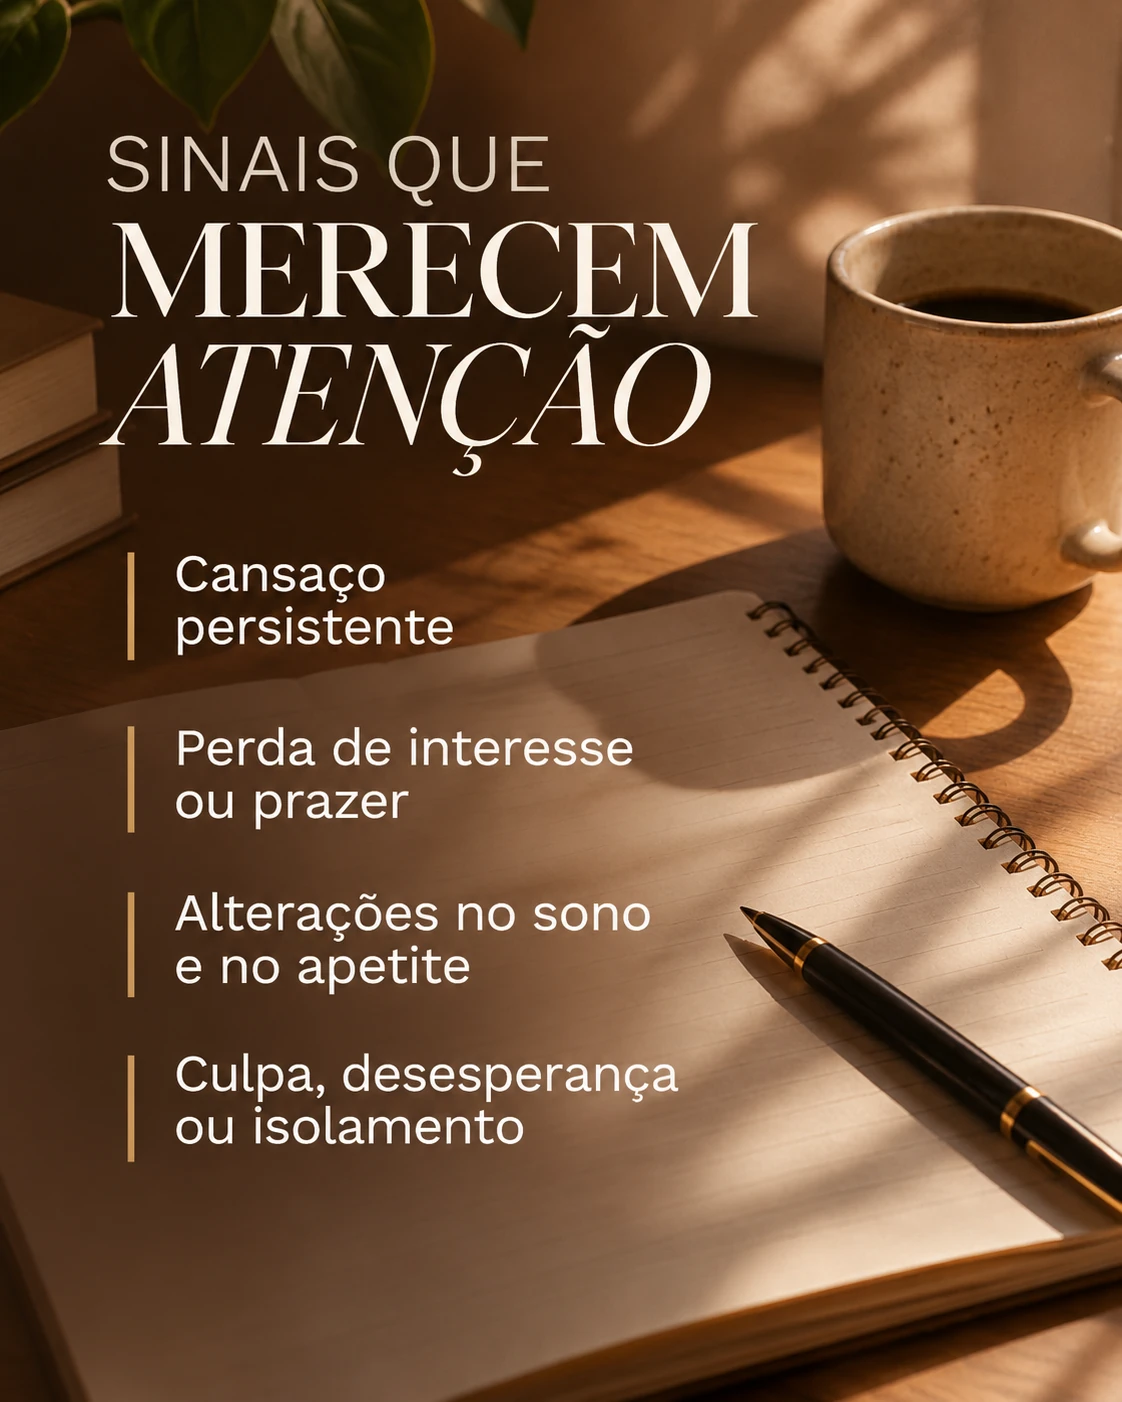 SINAIS QUE
MERECEM
ATENÇÃO
Cansaço
persistente
Perda de interesse
ou prazer
Alterações no sono
e no apetite
Culpa, desesperança
ou isolamento